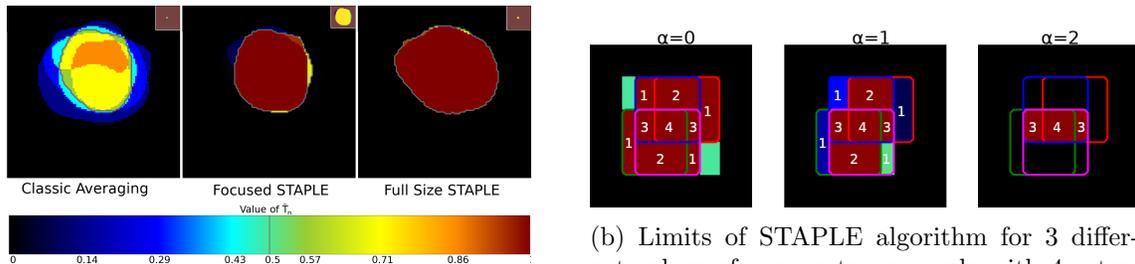 Classic Averaging
Focused STAPLE
Full Size STAPLE
Value of T̄ₙ
0 0.14 0.29 0.43 0.5 0.57 0.71 0.86
α=0
1 2 1
3 4 3
1 2 1
α=1
1 2 1
3 4 3
1 2 1
α=2
3 4 3
(b) Limits of STAPLE algorithm for 3 differ-